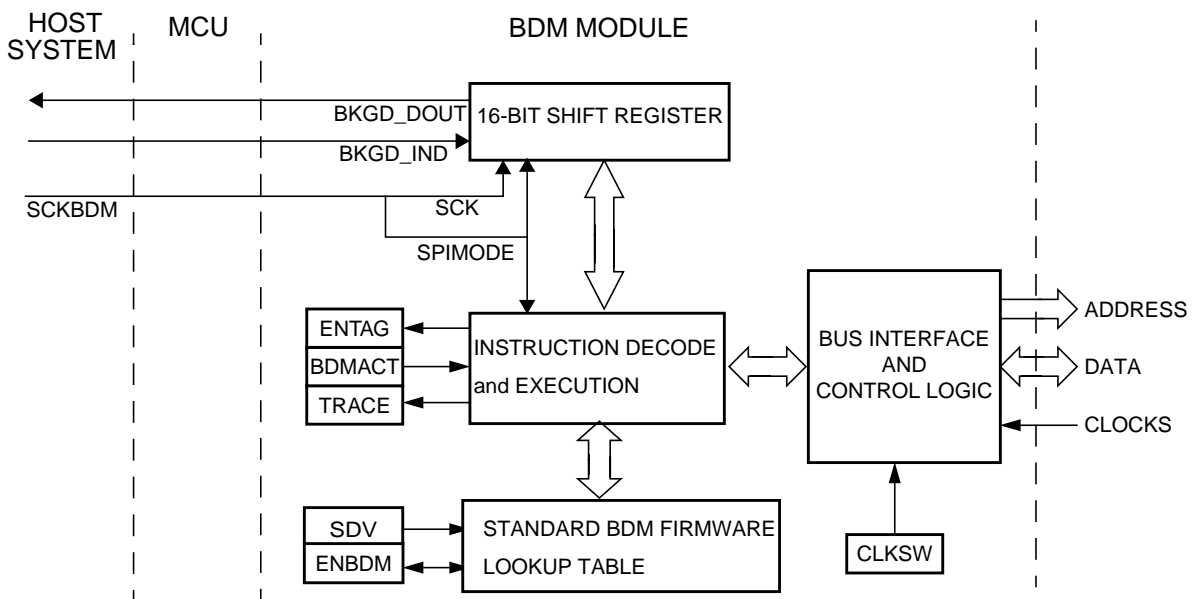 HOST
SYSTEM
MCU
BDM MODULE
BKGD_DOUT
16-BIT SHIFT REGISTER
BKGD_IND
SCKBDM
SCK
SPIMODE
ENTAG
BDMACT
TRACE
INSTRUCTION DECODE
and EXECUTION
BUS INTERFACE
AND
CONTROL LOGIC
ADDRESS
DATA
CLOCKS
SDV
ENBDM
STANDARD BDM FIRMWARE
LOOKUP TABLE
CLKSW